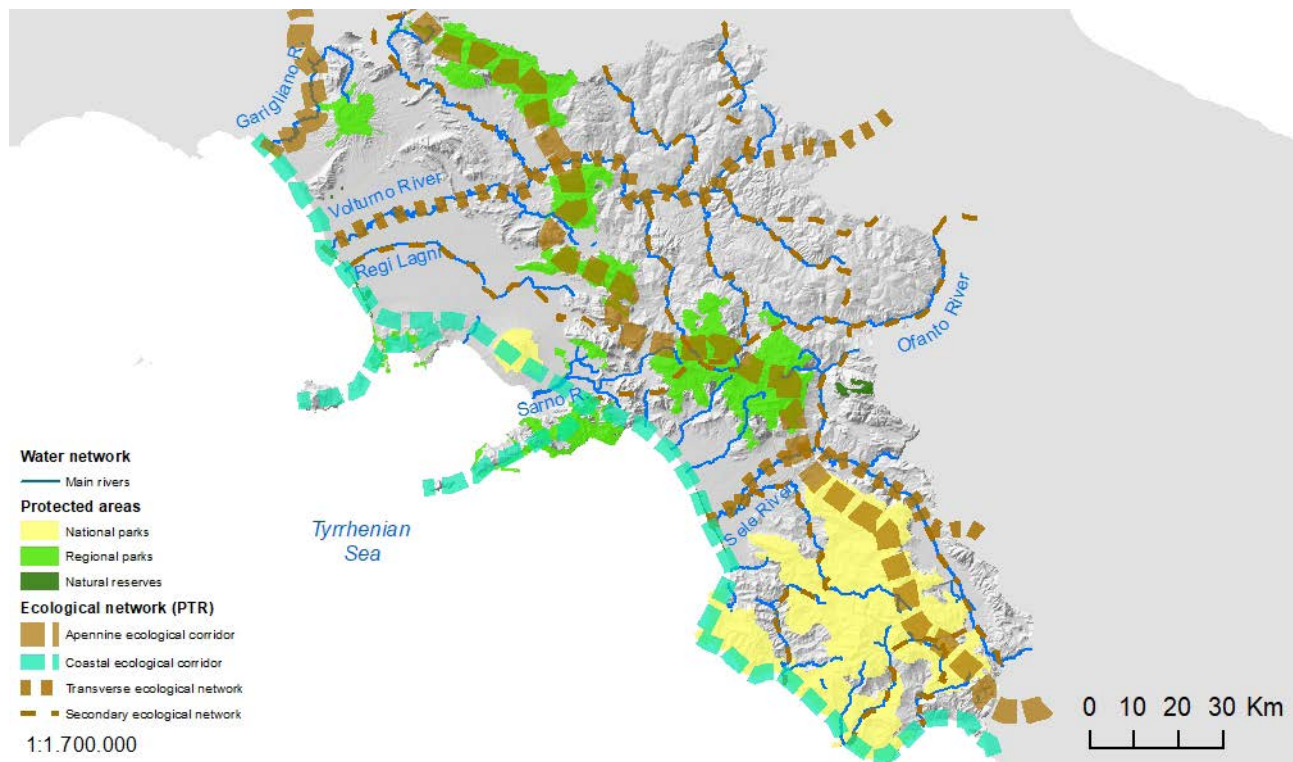 Garigliano R.
Volturno River
Regi Lagni
Ofanto River
Sarno R.
Sele River
Tyrrhenian
Sea
Water network
Main rivers
Protected areas
National parks
Regional parks
Natural reserves
Ecological network (PTR)
Apennine ecological corridor
Coastal ecological corridor
Transverse ecological network
Secondary ecological network
1:1.700.000
0 10 20 30 Km